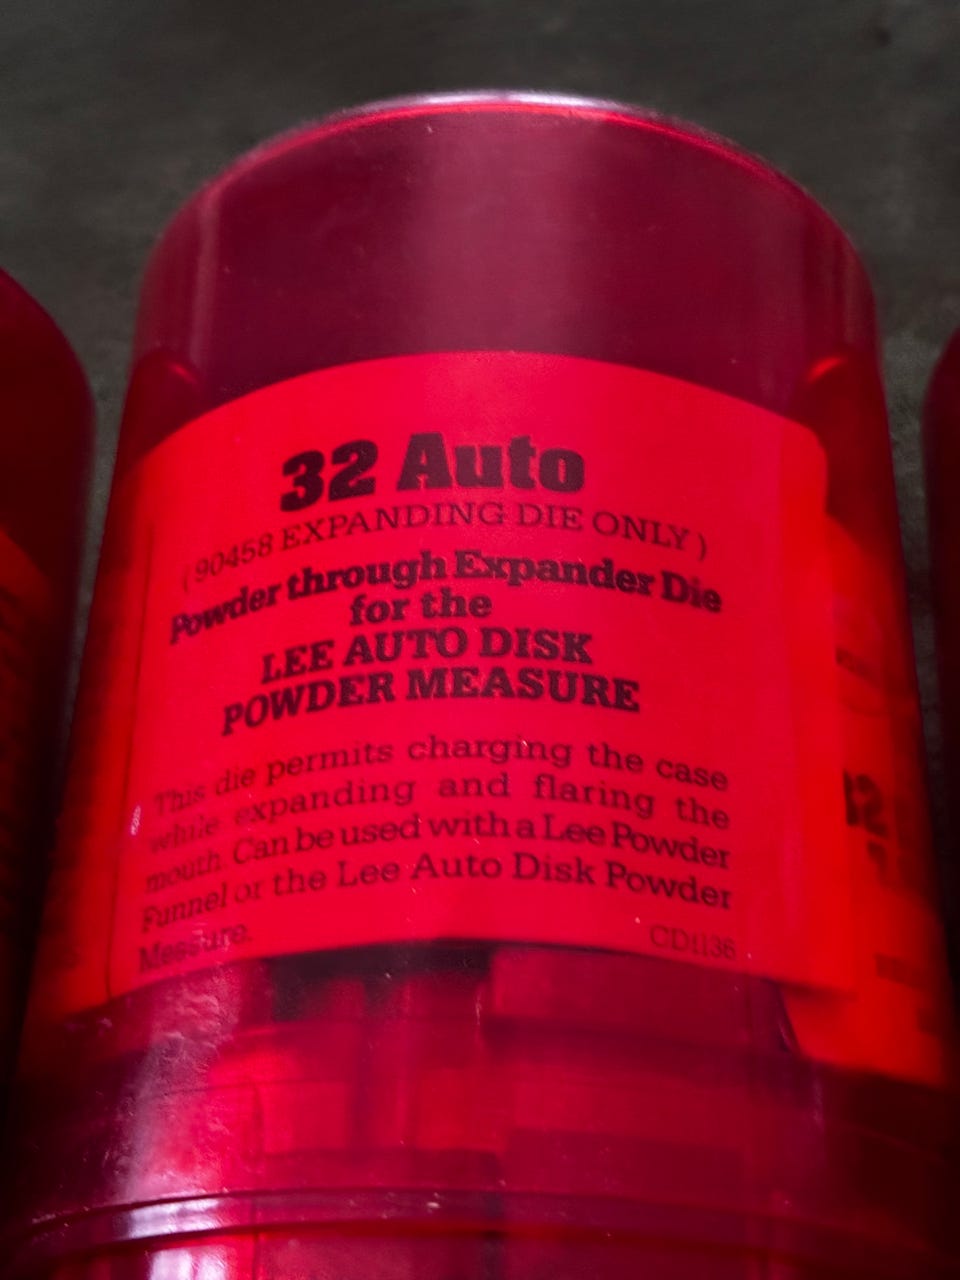 32 Auto
(90458 EXPANDING DIE ONLY)
Powder through Expander Die
for the
LEE AUTO DISK
POWDER MEASURE
This die permits charging the case
while expanding and flaring the
mouth. Can be used with a Lee Powder
Funnel or the Lee Auto Disk Powder
Messure.
CD1136